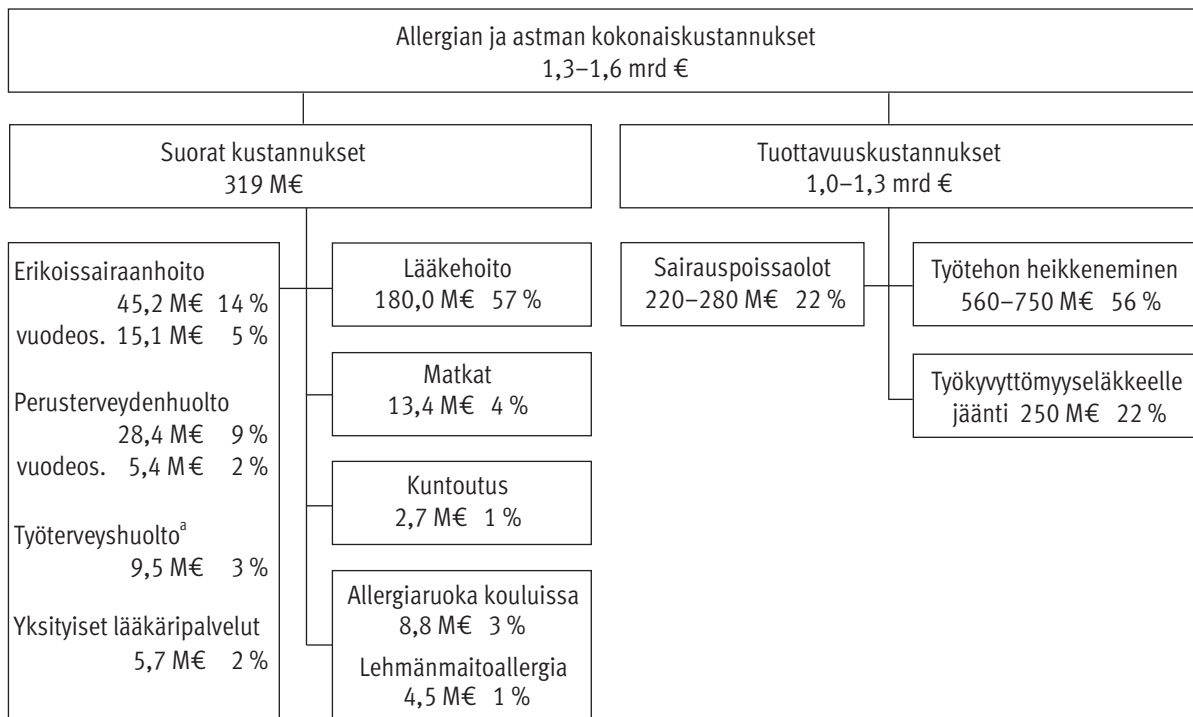 Allergian ja astman kokonaiskustannukset
1,3–1,6 mrd €
Suorat kustannukset
319 M€
Tuottavuuskustannukset
1,0–1,3 mrd €
Erikoissairaanhoito
45,2 M€ 14 %
vuodeos. 15,1 M€ 5 %
Perusterveydenhuolto
28,4 M€ 9 %
vuodeos. 5,4 M€ 2 %
Työterveyshuoltoᵃ
9,5 M€ 3 %
Yksityiset lääkäripalvelut
5,7 M€ 2 %
Lääkehoito
180,0 M€ 57 %
Matkat
13,4 M€ 4 %
Kuntoutus
2,7 M€ 1 %
Allergiaruoka kouluissa
8,8 M€ 3 %
Lehmänmaitoallergia
4,5 M€ 1 %
Sairauspoissaolot
220–280 M€ 22 %
Työtehon heikkeneminen
560–750 M€ 56 %
Työkyvyttömyyseläkkeelle
jäänti 250 M€ 22 %